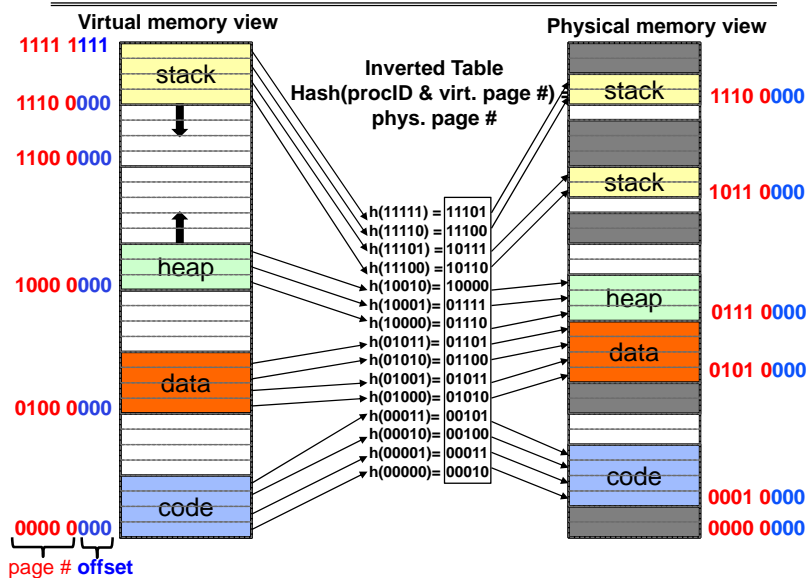 Virtual memory view
Physical memory view
1111 1111
stack
1110 0000
1100 0000
heap
1000 0000
data
0100 0000
code
0000 0000
page # offset
Inverted Table
Hash(procID & virt. page #) =
phys. page #
h(11111) = 11101
h(11110) = 11100
h(11101) = 10111
h(11100) = 10110
h(10010)= 10000
h(10001)= 01111
h(10000)= 01110
h(01011)= 01101
h(01010)= 01100
h(01001)= 01011
h(01000)= 01010
h(00011)= 00101
h(00010)= 00100
h(00001)= 00011
h(00000)= 00010
stack
1110 0000
stack
1011 0000
heap
0111 0000
data
0101 0000
code
0001 0000
0000 0000